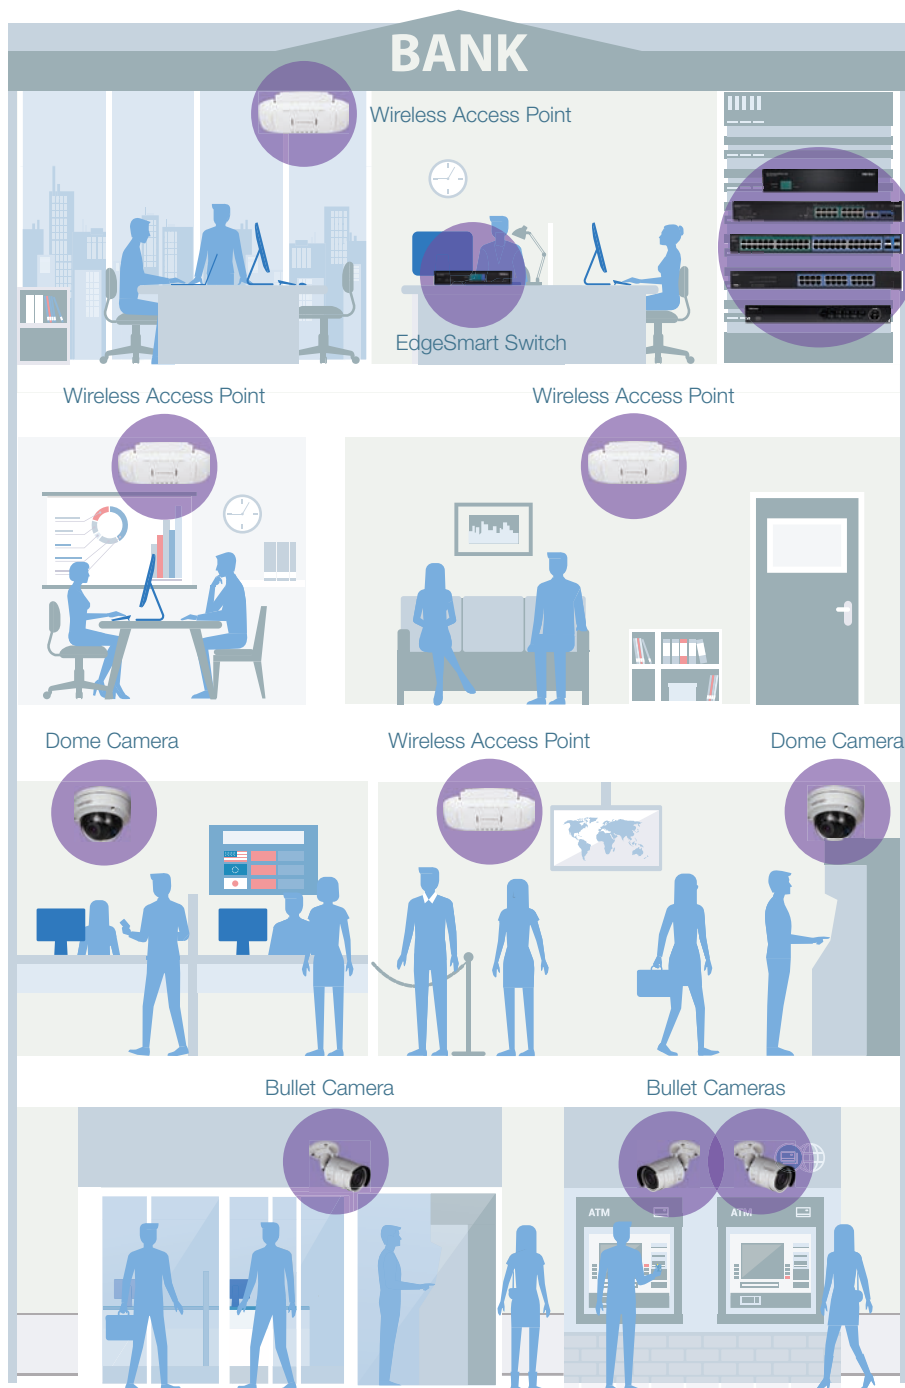 BANK
Wireless Access Point
EdgeSmart Switch
Wireless Access Point
Wireless Access Point
Dome Camera
Wireless Access Point
Dome Camera
Bullet Camera
Bullet Cameras
ATM
ATM